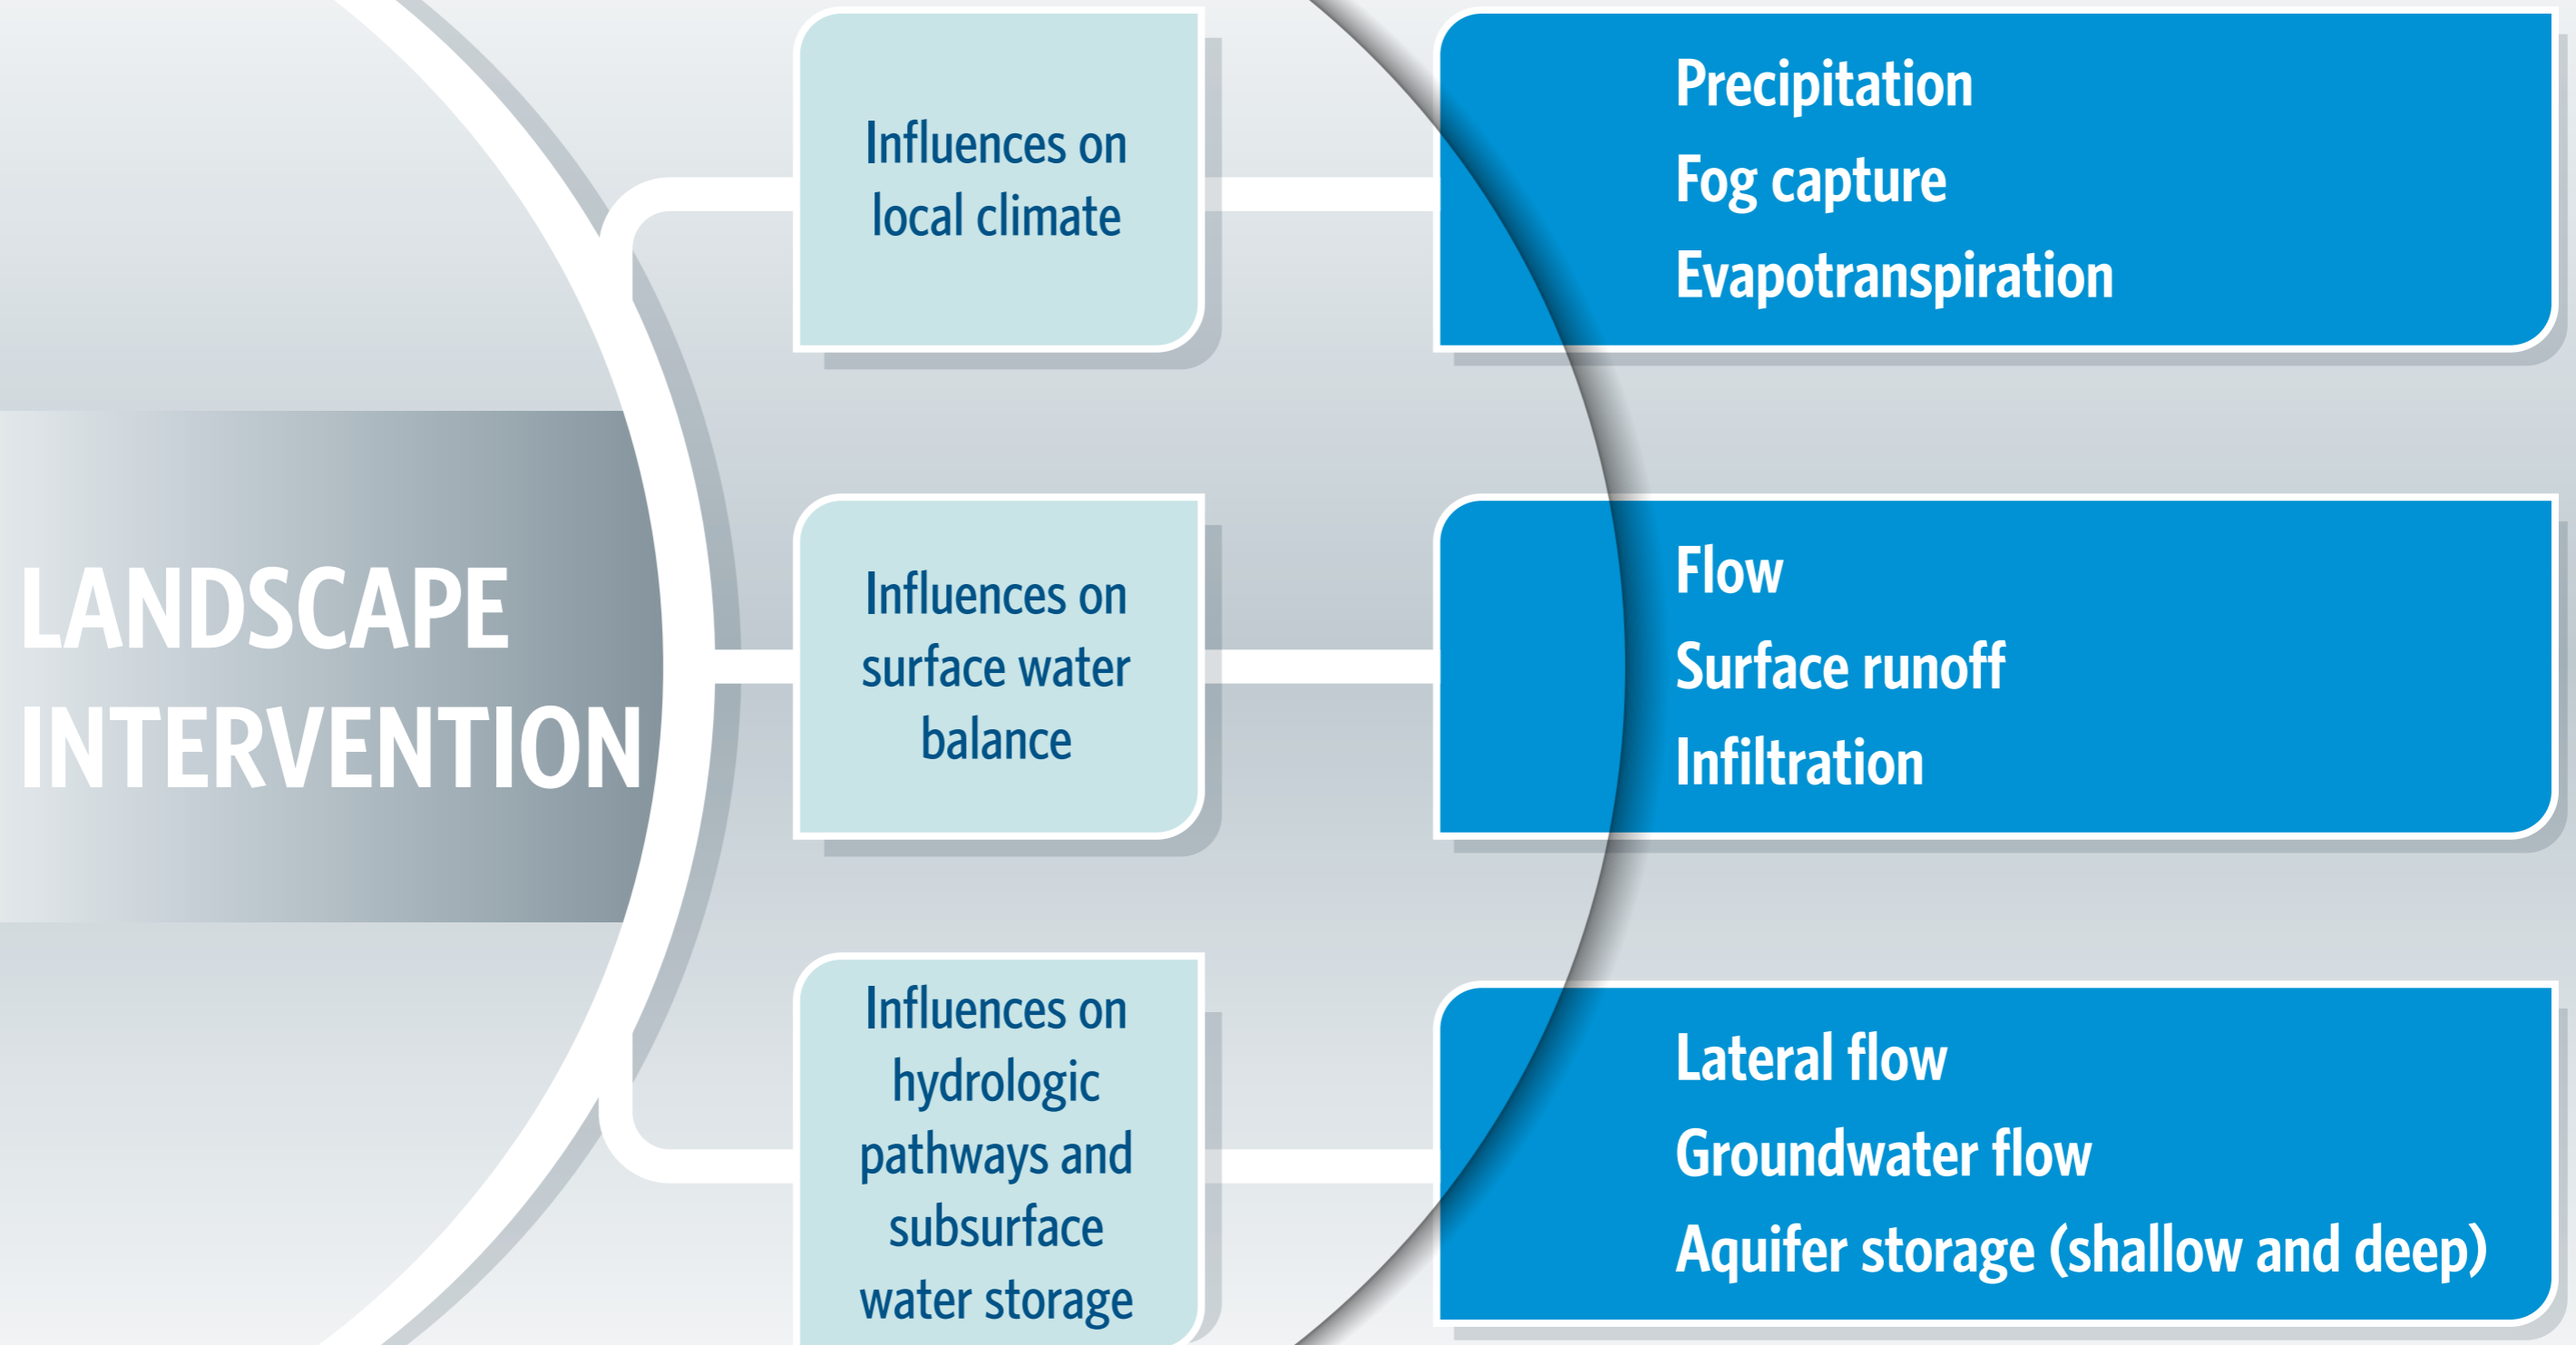 LANDSCAPE
INTERVENTION
Influences on
local climate
Precipitation
Fog capture
Evapotranspiration
Influences on
surface water
balance
Flow
Surface runoff
Infiltration
Influences on
hydrologic
pathways and
subsurface
water storage
Lateral flow
Groundwater flow
Aquifer storage (shallow and deep)